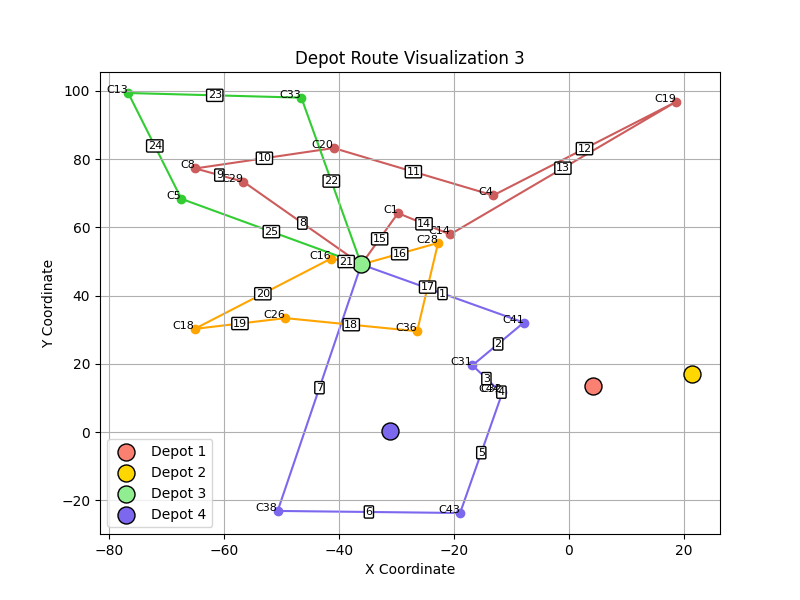 Depot Route Visualization 3
100
80
60
40
20
0
−20
−80
−60
−40
−20
0
20
X Coordinate
Y Coordinate
C13
23
C33
C19
24
C20
12
C8
10
13
9
C29
11
22
C4
C5
C1
8
14
25
15
C14
C28
16
C16
21
20
17
1
C18
19
C26
18
C36
C41
2
C31
3
4
7
5
C38
6
C43
Depot 1
Depot 2
Depot 3
Depot 4